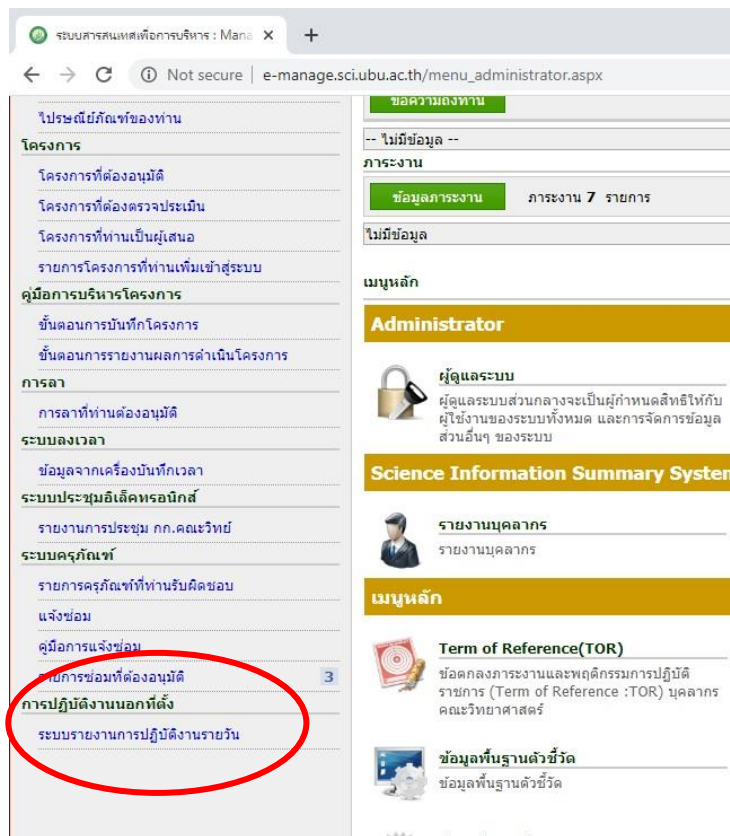 ระบบสารสนเทศเพื่อการบริหาร : Mana
Not secure | e-manage.sci.ubu.ac.th/menu_administrator.aspx
ไปรษณีย์ภัณฑ์ของท่าน
โครงการ
โครงการที่ต้องอนุมัติ
โครงการที่ต้องตรวจประเมิน
โครงการที่ท่านเป็นผู้เสนอ
รายการโครงการที่ท่านเพิ่มเข้าสู่ระบบ
คู่มือการบริหารโครงการ
ขั้นตอนการบันทึกโครงการ
ขั้นตอนการรายงานผลการดำเนินโครงการ
การลา
การลาที่ท่านต้องอนุมัติ
ระบบลงเวลา
ข้อมูลจากเครื่องบันทึกเวลา
ระบบประชุมอิเล็คทรอนิกส์
รายงานการประชุม กก.คณะวิทย์
ระบบครุภัณฑ์
รายการครุภัณฑ์ที่ท่านรับผิดชอบ
แจ้งซ่อม
คู่มือการแจ้งซ่อม
รายการซ่อมที่ต้องอนุมัติ 3
การปฏิบัติงานนอกที่ตั้ง
ระบบรายงานการปฏิบัติงานรายวัน
ข้อความถึงท่าน
-- ไม่มีข้อมูล --
ภาระงาน
ข้อมูลภาระงาน ภาระงาน 7 รายการ
ไม่มีข้อมูล
เมนูหลัก
Administrator
ผู้ดูแลระบบ
ผู้ดูแลระบบส่วนกลางจะเป็นผู้กำหนดสิทธิให้กับ
ผู้ใช้งานของระบบทั้งหมด และการจัดการข้อมูล
ส่วนอื่นๆ ของระบบ
Science Information Summary System
รายงานบุคลากร
รายงานบุคลากร
เมนูหลัก
Term of Reference(TOR)
ข้อตกลงภาระงานและพฤติกรรมการปฏิบัติ
ราชการ (Term of Reference :TOR) บุคลากร
คณะวิทยาศาสตร์
ข้อมูลพื้นฐานตัวชี้วัด
ข้อมูลพื้นฐานตัวชี้วัด